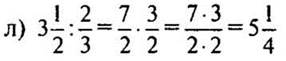 л) 3 1/2 : 2/3 = 7/2 · 3/2 = 7 · 3 / 2 · 2 = 5 1/4